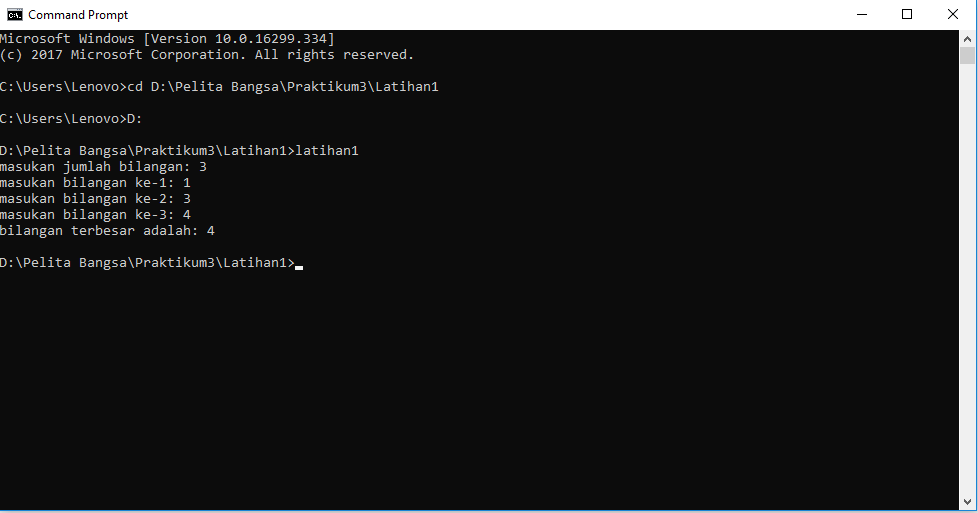 Command Prompt
Microsoft Windows [Version 10.0.16299.334]
(c) 2017 Microsoft Corporation. All rights reserved.
C:\Users\Lenovo>cd D:\Pelita Bangsa\Praktikum3\Latihan1
C:\Users\Lenovo>D:
D:\Pelita Bangsa\Praktikum3\Latihan1>latihan1
masukan jumlah bilangan: 3
masukan bilangan ke-1: 1
masukan bilangan ke-2: 3
masukan bilangan ke-3: 4
bilangan terbesar adalah: 4
D:\Pelita Bangsa\Praktikum3\Latihan1>